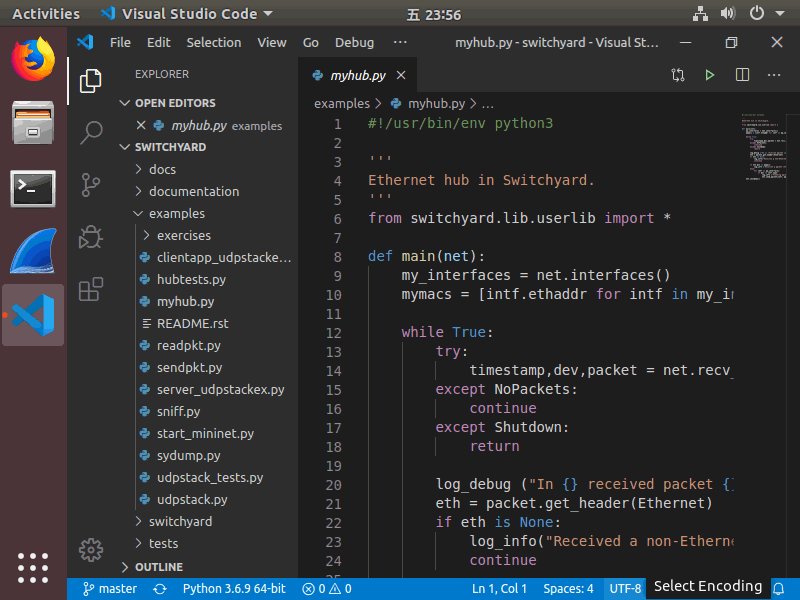 Activities Visual Studio Code 五 23:56
File Edit Selection View Go Debug ··· myhub.py - switchyard - Visual St...
EXPLORER
OPEN EDITORS
myhub.py examples
SWITCHYARD
docs
documentation
examples
exercises
clientapp_udpstacke...
hubtests.py
myhub.py
README.rst
readpkt.py
sendpkt.py
server_udpstackex.py
sniff.py
start_mininet.py
sydump.py
udpstack_tests.py
udpstack.py
switchyard
tests
OUTLINE
myhub.py
examples > myhub.py > ...
1 #!/usr/bin/env python3
2
3 '''
4 Ethernet hub in Switchyard.
5 '''
6 from switchyard.lib.userlib import *
7
8 def main(net):
9 my_interfaces = net.interfaces()
10 mymacs = [intf.ethaddr for intf in my_in
11
12 while True:
13 try:
14 timestamp,dev,packet = net.recv_
15 except NoPackets:
16 continue
17 except Shutdown:
18 return
19
20 log_debug ("In {} received packet {}
21 eth = packet.get_header(Ethernet)
22 if eth is None:
23 log_info("Received a non-Etherne
24 continue
master Python 3.6.9 64-bit 0 0 Ln 1, Col 1 Spaces: 4 UTF-8 Select Encoding